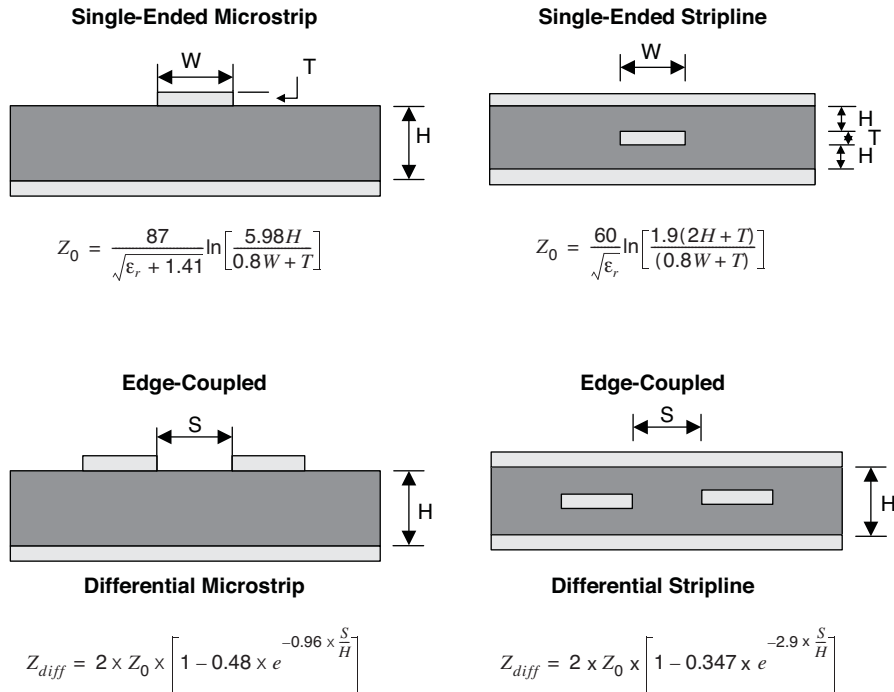 Single-Ended Microstrip
W
T
H
Z₀ = 87 / √(εᵣ + 1.41) ln[5.98H / 0.8W + T]
Single-Ended Stripline
W
H
T
H
Z₀ = 60 / √εᵣ ln[1.9(2H + T) / (0.8W + T)]
Edge-Coupled
S
H
Differential Microstrip
Z_diff = 2 x Z₀ x [1 – 0.48 x e^(–0.96 x S/H)]
Edge-Coupled
S
H
Differential Stripline
Z_diff = 2 x Z₀ x [1 – 0.347 x e^(–2.9 x S/H)]